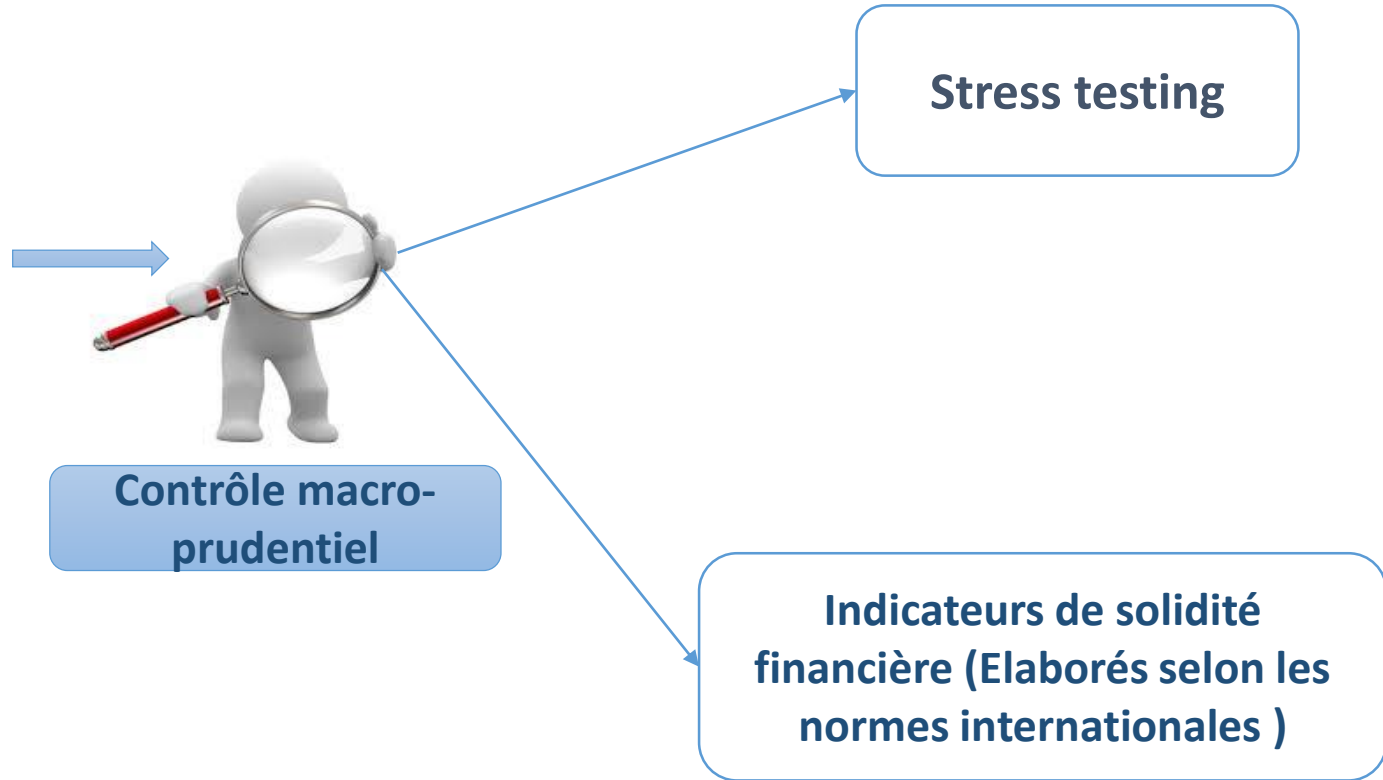 Stress testing
Contrôle macro-
prudentiel
Indicateurs de solidité
financière (Elaborés selon les
normes internationales )